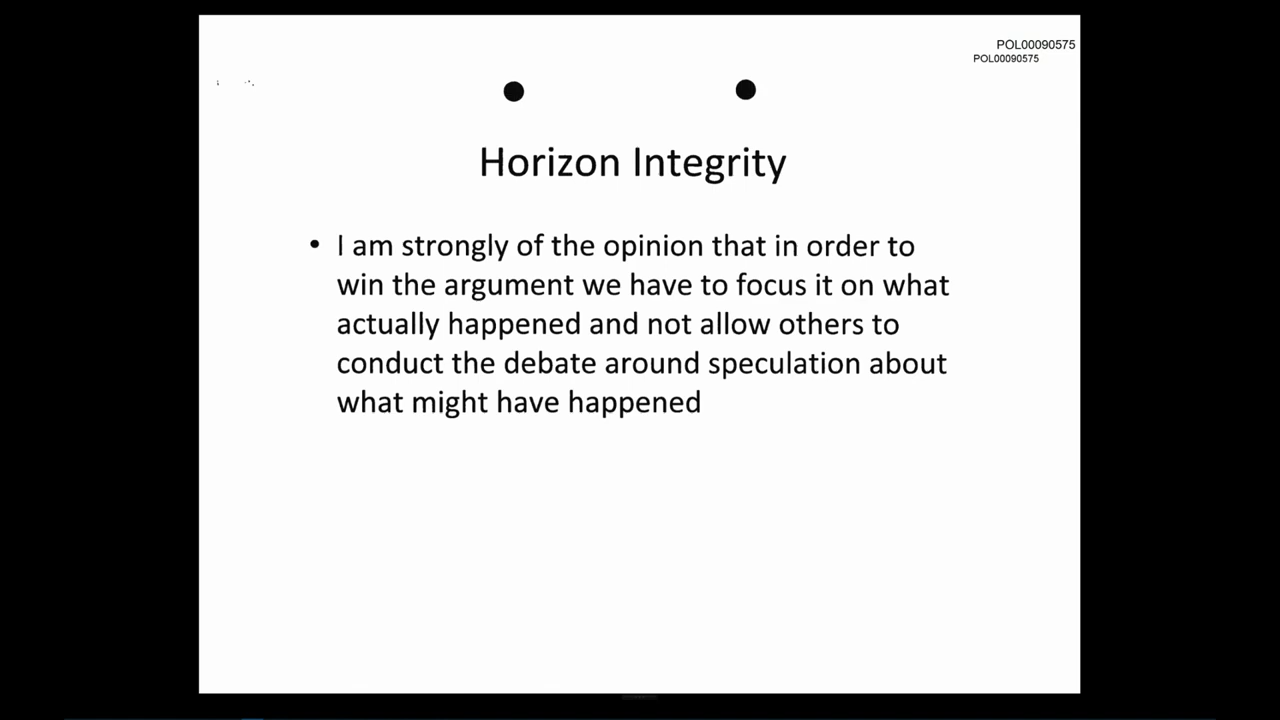 POL00090575
POL00090575
Horizon Integrity
• I am strongly of the opinion that in order to
win the argument we have to focus it on what
actually happened and not allow others to
conduct the debate around speculation about
what might have happened